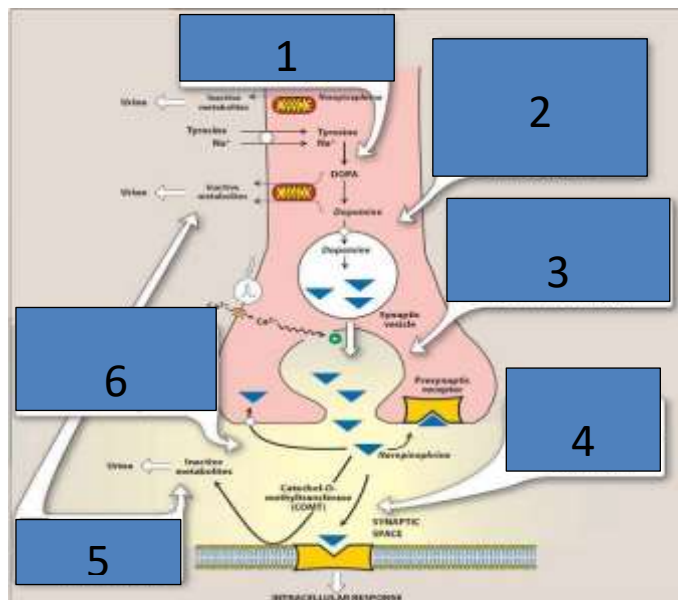 1
2
Urine
Inactive
metabolites
Norepinephrine
Tyrosine
Na⁺
Tyrosine
Na⁺
DOPA
Urine
Inactive
metabolites
Dopamine
Dopamine
3
Synaptic
vesicle
Ca²⁺
Ca²⁺
+
Presynaptic
receptor
6
4
Norepinephrine
Urine
Inactive
metabolites
Catechol-O-
methyltransferase
(COMT)
SYNAPTIC
SPACE
5
INTRACELLULAR RESPONSE